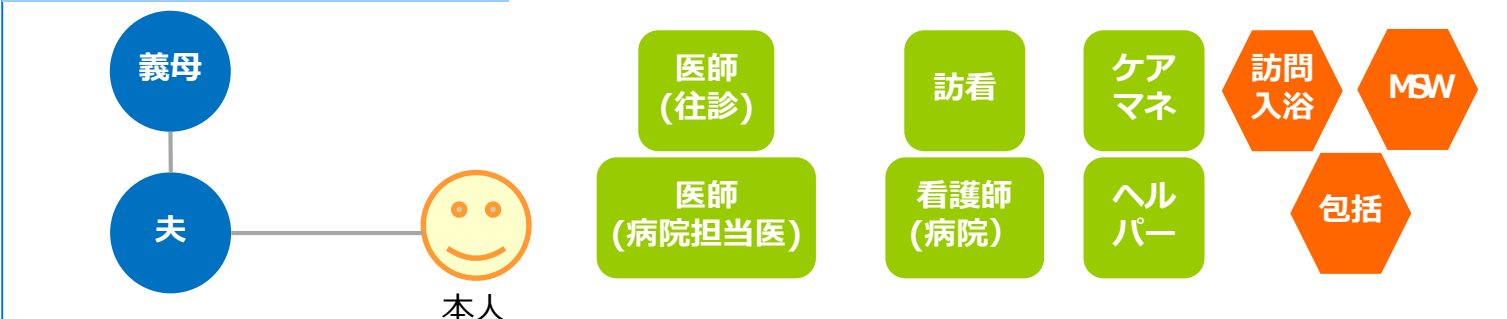 義母
夫
本人
医師
(往診)
医師
(病院担当医)
訪看
看護師
(病院）
ケア
マネ
ヘル
パー
訪問
入浴
MSW
包括